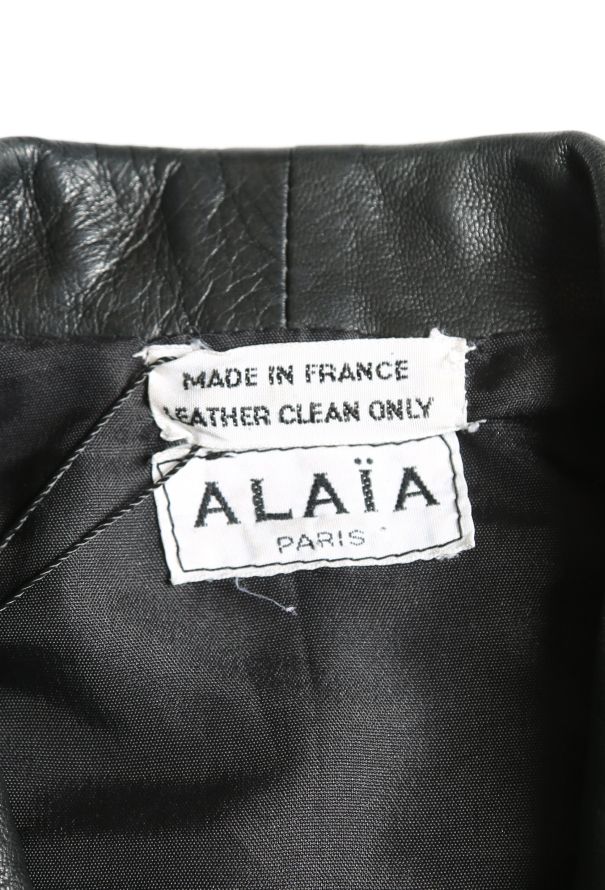 MADE IN FRANCE
LEATHER CLEAN ONLY
ALAÏA
PARIS